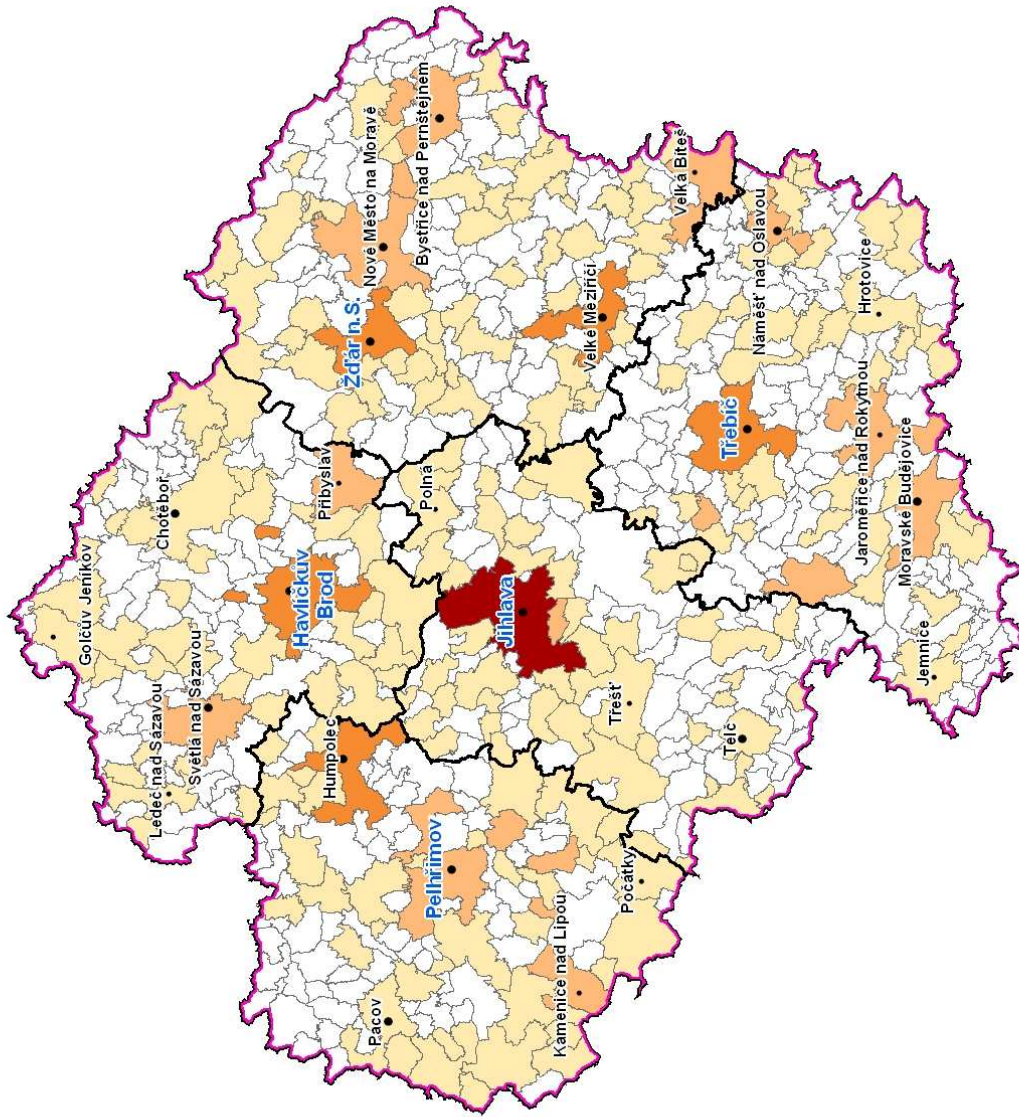 Golčův Jeníkov
Chotěboř
Ledeč nad Sázavou
Světlá nad Sázavou
Havlíčkův
Brod
Přibyslav
Žďár n.S.
Nové Město na Moravě
Bystřice nad Pernštejnem
Humpolec
Pelhřimov
Pacov
Kamenice nad Lipou
Počátky
Polná
Jihlava
Třešť
Telč
Velké Meziříčí
Velká Bíteš
Třebíč
Náměšť nad Oslavou
Hrotovice
Jaroměřice nad Rokytnou
Moravské Budějovice
Jemnice